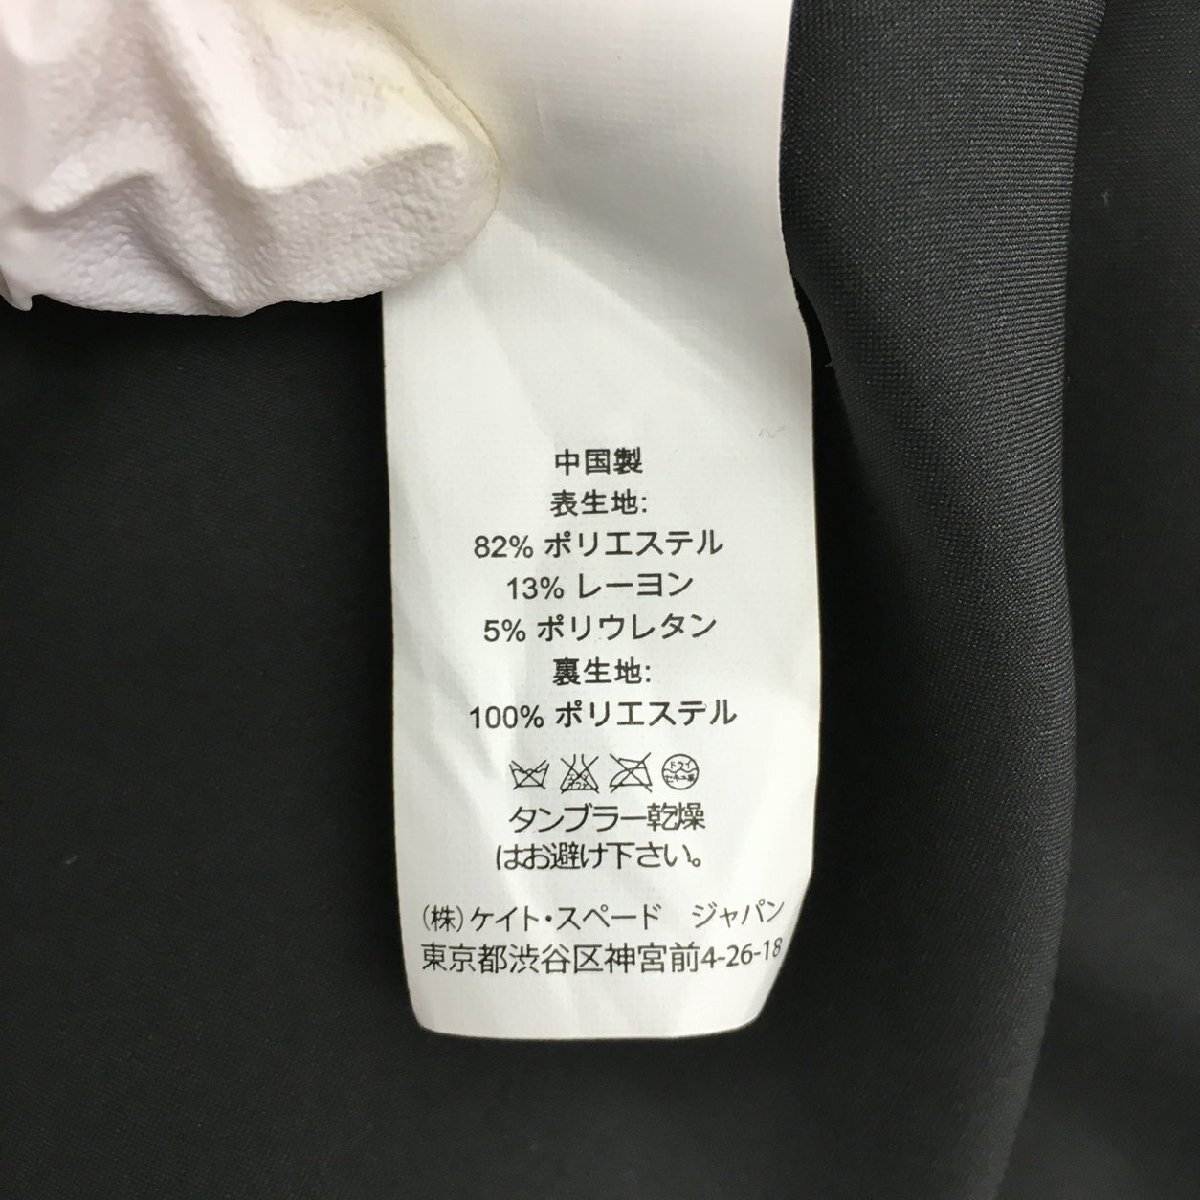 中国製
表生地:
82% ポリエステル
13% レーヨン
5% ポリウレタン
裏生地:
100% ポリエステル
タンブラー乾燥
はお避け下さい。
(株)ケイト・スペード ジャパン
東京都渋谷区神宮前4-26-18